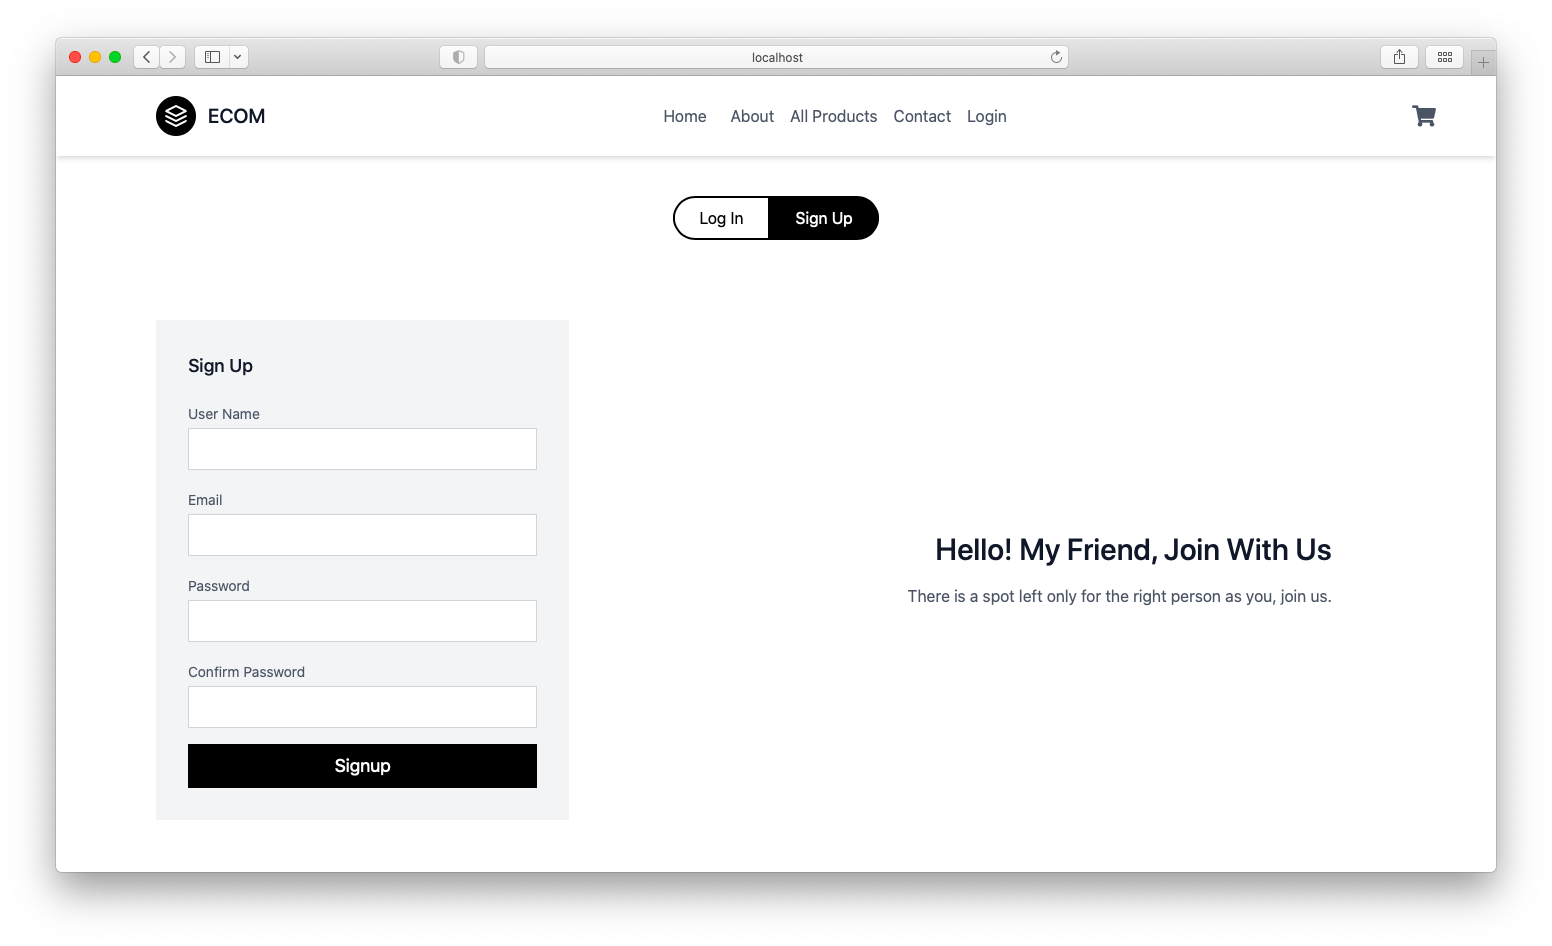 localhost
ECOM
Home About All Products Contact Login
Log In Sign Up
Sign Up
User Name
Email
Password
Confirm Password
Signup
Hello! My Friend, Join With Us
There is a spot left only for the right person as you, join us.